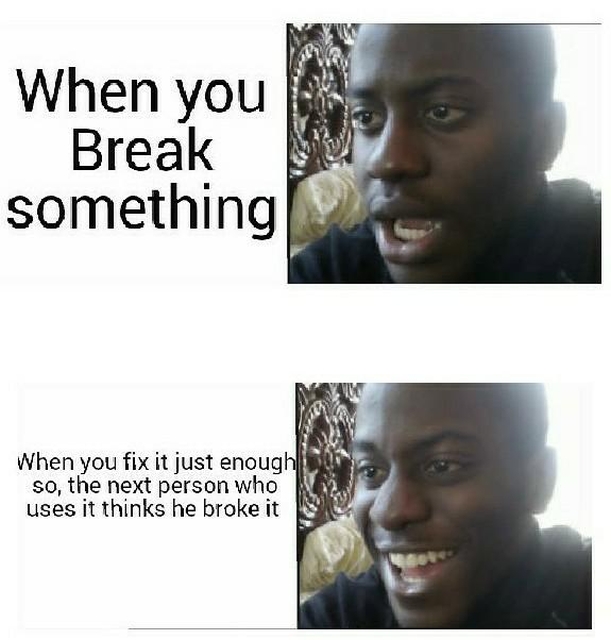 When you
Break
something
When you fix it just enough
so, the next person who
uses it thinks he broke it